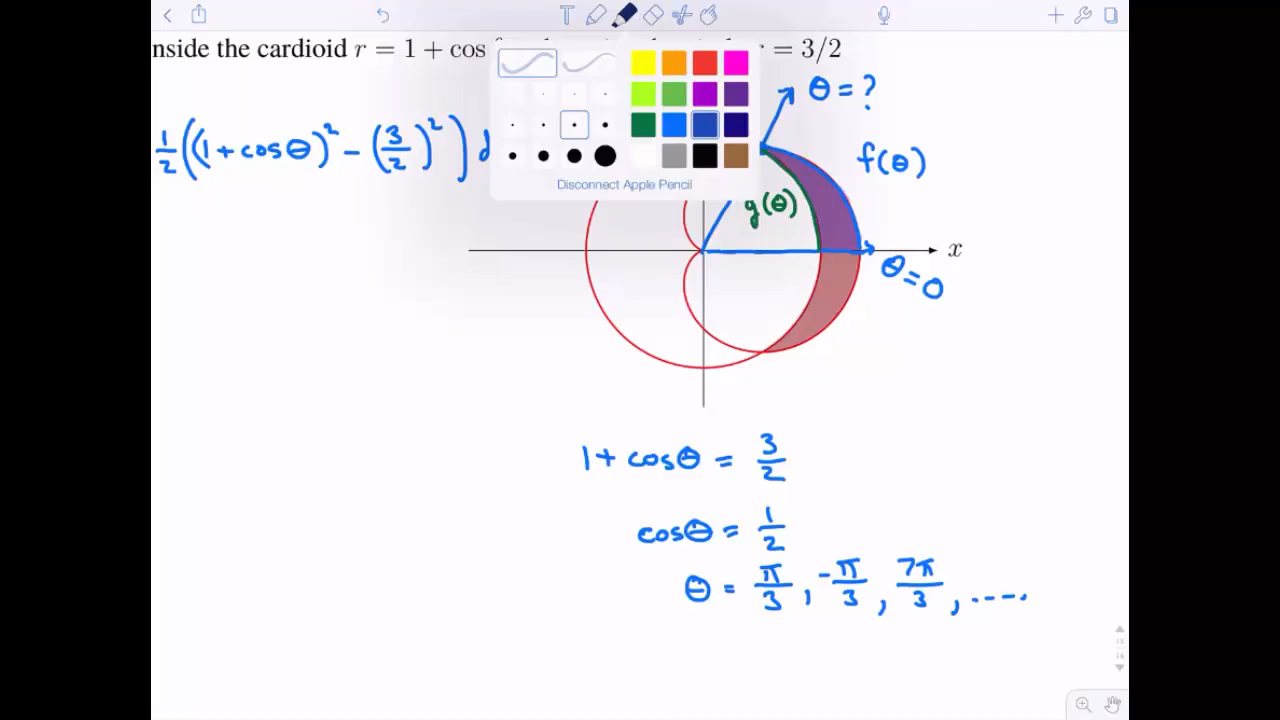 nside the cardioid r = 1 + cos = 3/2
θ = ?
1/2((1+cosθ)² − (3/2)²) d
Disconnect Apple Pencil
f(θ)
g(θ)
x
θ=0
1+ cosθ = 3/2
cosθ = 1/2
θ = π/3, -π/3, 7π/3, ....